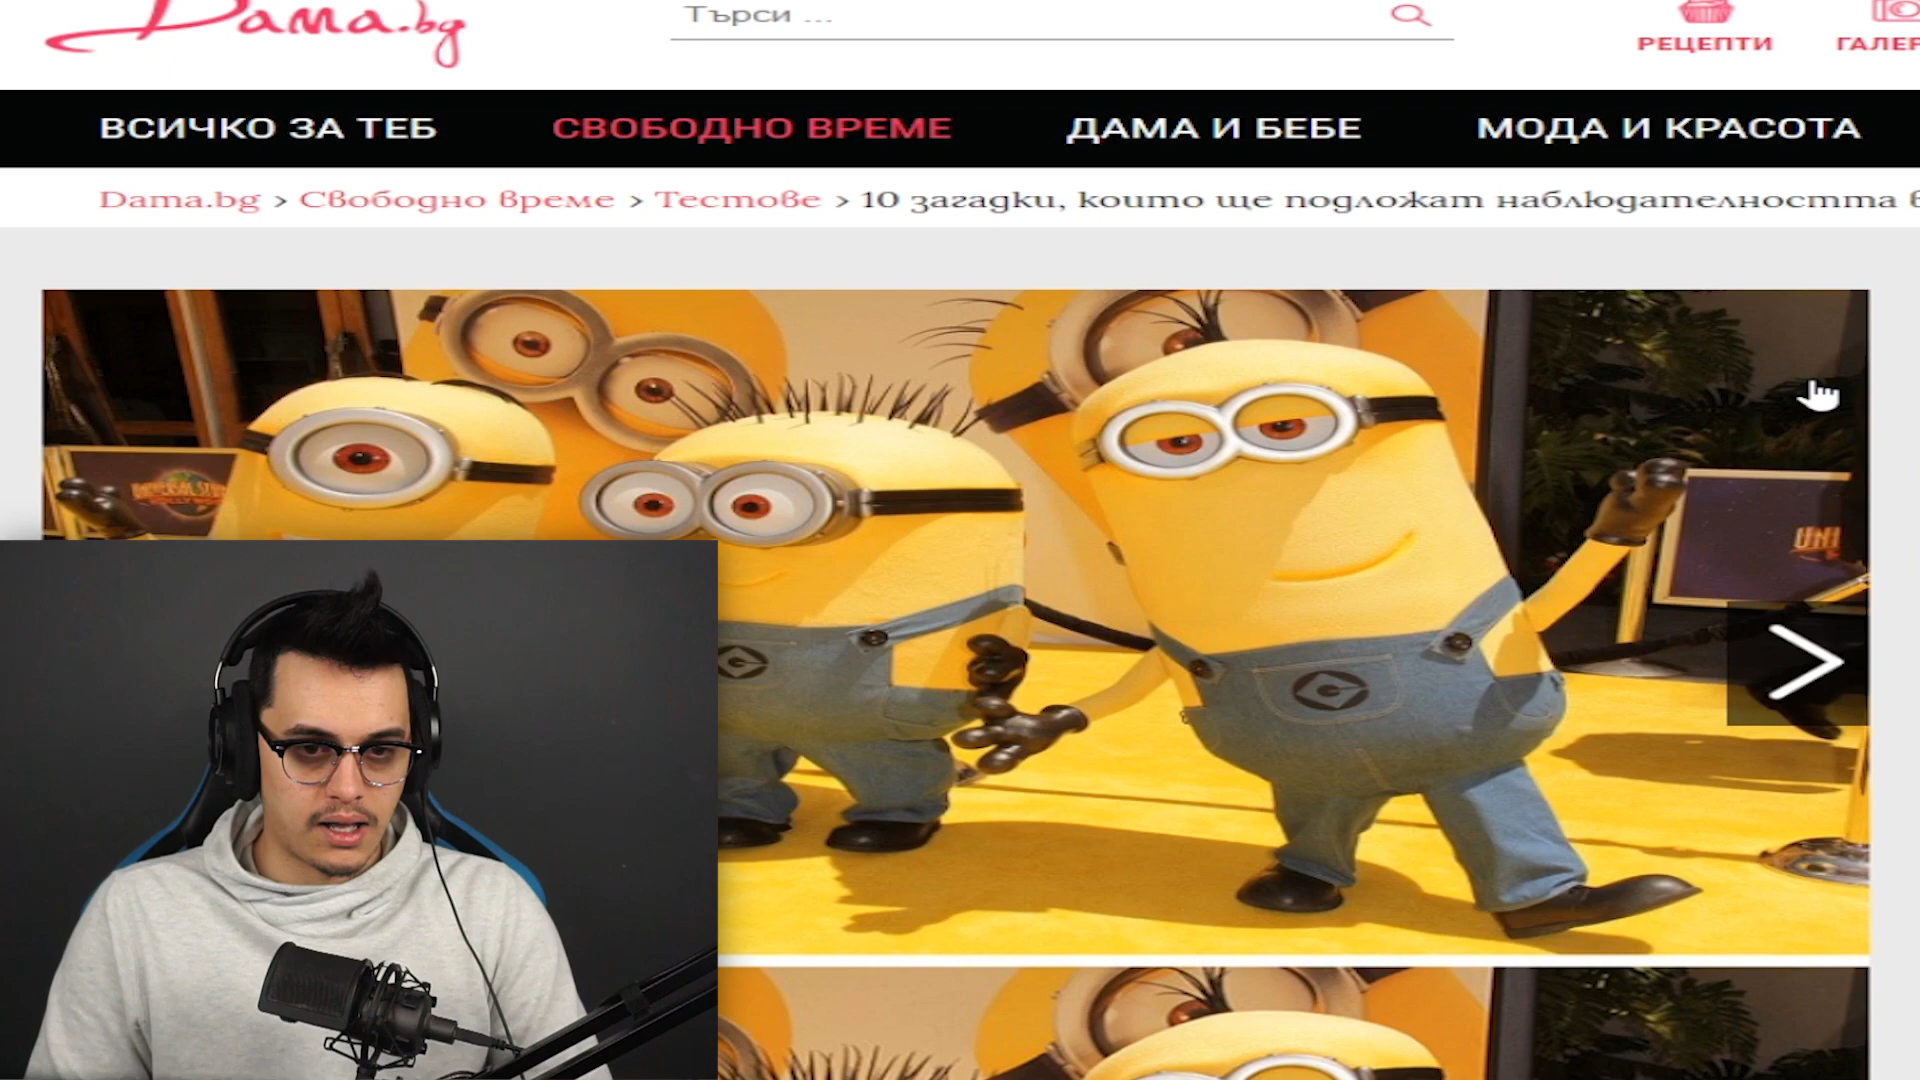 Dama.bg
Търси ...
РЕЦЕПТИ
ВСИЧКО ЗА ТЕБ
СВОБОДНО ВРЕМЕ
ДАМА И БЕБЕ
МОДА И КРАСОТА
Dama.bg > Свободно време > Тестове > 10 загадки, които ще подложат наблюдателността
UNI